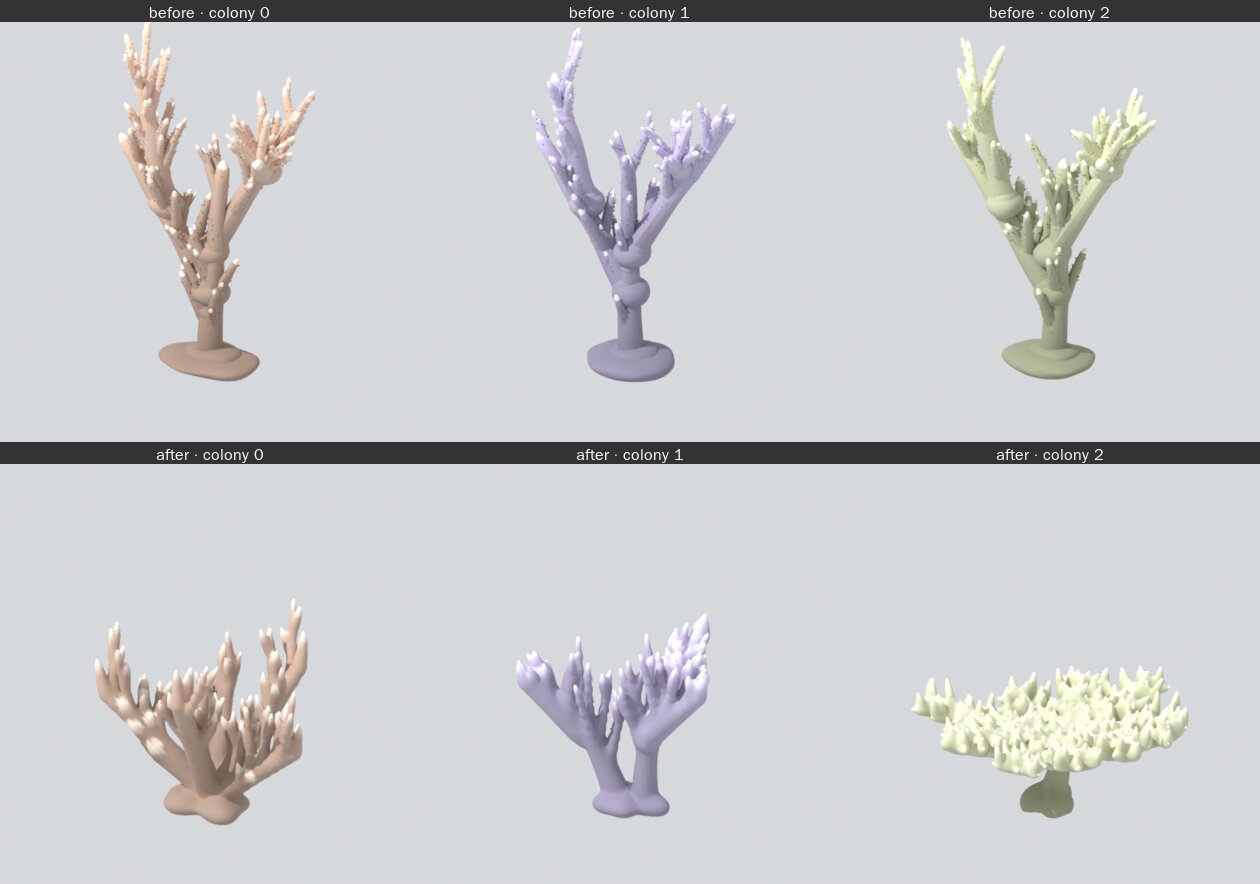 before · colony 0
before · colony 1
before · colony 2
after · colony 0
after · colony 1
after · colony 2